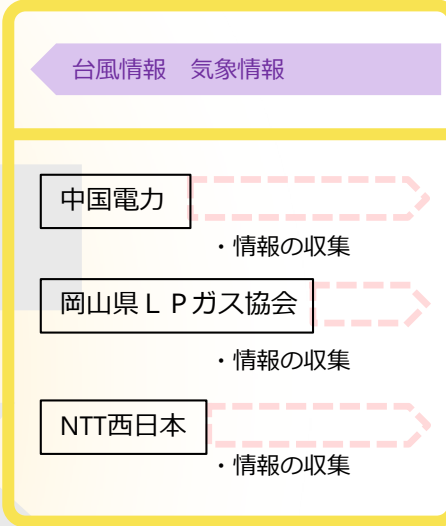 台風情報　気象情報
中国電力
・情報の収集
岡山県ＬＰガス協会
・情報の収集
NTT西日本
・情報の収集